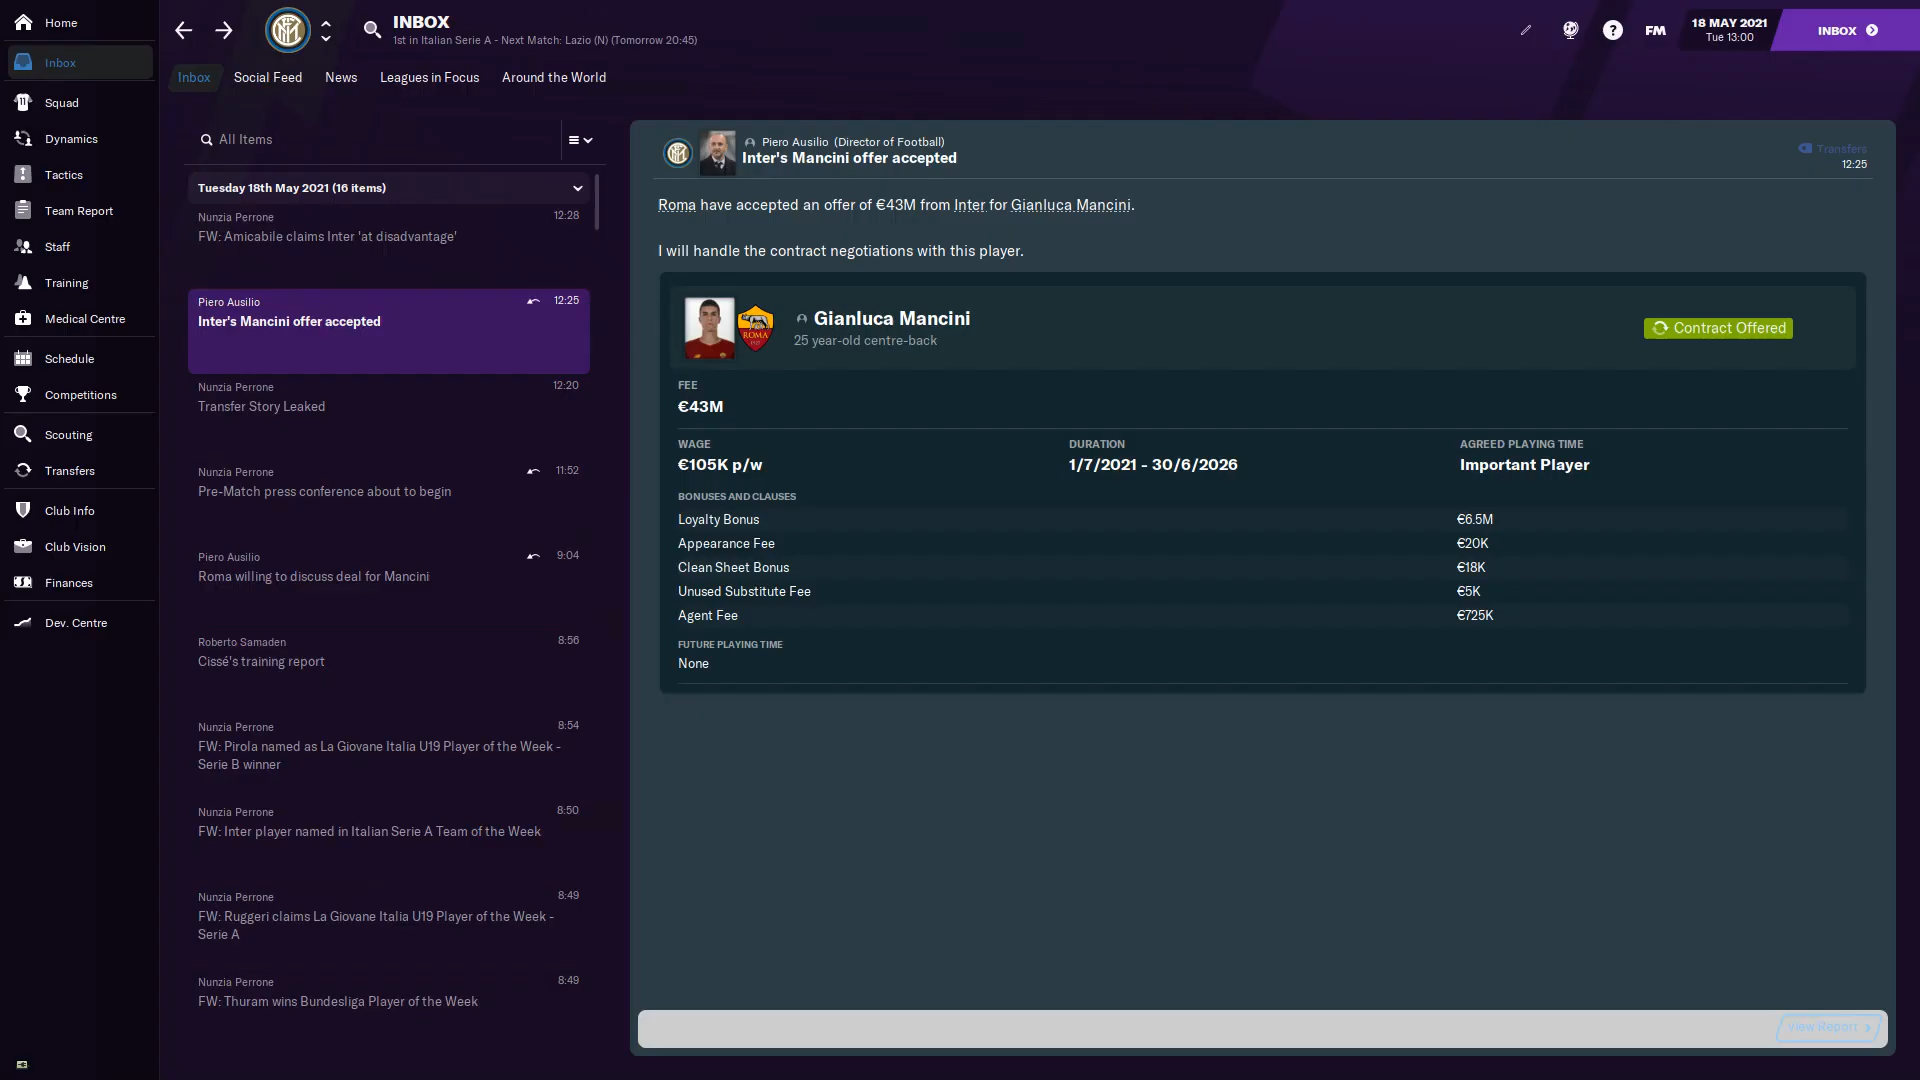 Home
Inbox
Squad
Dynamics
Tactics
Team Report
Staff
Training
Medical Centre
Schedule
Competitions
Scouting
Transfers
Club Info
Club Vision
Finances
Dev. Centre
INBOX
1st in Italian Serie A - Next Match: Lazio (N) (Tomorrow 20:45)
? FM 18 MAY 2021
Tue 13:00
INBOX
Inbox Social Feed News Leagues in Focus Around the World
All Items
Tuesday 18th May 2021 (16 items)
Nunzia Perrone 12:28
FW: Amicabile claims Inter 'at disadvantage'
Piero Ausilio 12:25
Inter's Mancini offer accepted
Nunzia Perrone 12:20
Transfer Story Leaked
Nunzia Perrone 11:52
Pre-Match press conference about to begin
Piero Ausilio 9:04
Roma willing to discuss deal for Mancini
Roberto Samaden 8:56
Cissé's training report
Nunzia Perrone 8:54
FW: Pirola named as La Giovane Italia U19 Player of the Week -
Serie B winner
Nunzia Perrone 8:50
FW: Inter player named in Italian Serie A Team of the Week
Nunzia Perrone 8:49
FW: Ruggeri claims La Giovane Italia U19 Player of the Week -
Serie A
Nunzia Perrone 8:49
FW: Thuram wins Bundesliga Player of the Week
Piero Ausilio (Director of Football)
Inter's Mancini offer accepted
Transfers
12:25
Roma have accepted an offer of €43M from Inter for Gianluca Mancini.
I will handle the contract negotiations with this player.
ROMA
1927
Gianluca Mancini
25 year-old centre-back
Contract Offered
FEE
€43M
WAGE DURATION AGREED PLAYING TIME
€105K p/w 1/7/2021 - 30/6/2026 Important Player
BONUSES AND CLAUSES
Loyalty Bonus €6.5M
Appearance Fee €20K
Clean Sheet Bonus €18K
Unused Substitute Fee €5K
Agent Fee €725K
FUTURE PLAYING TIME
None
View Report